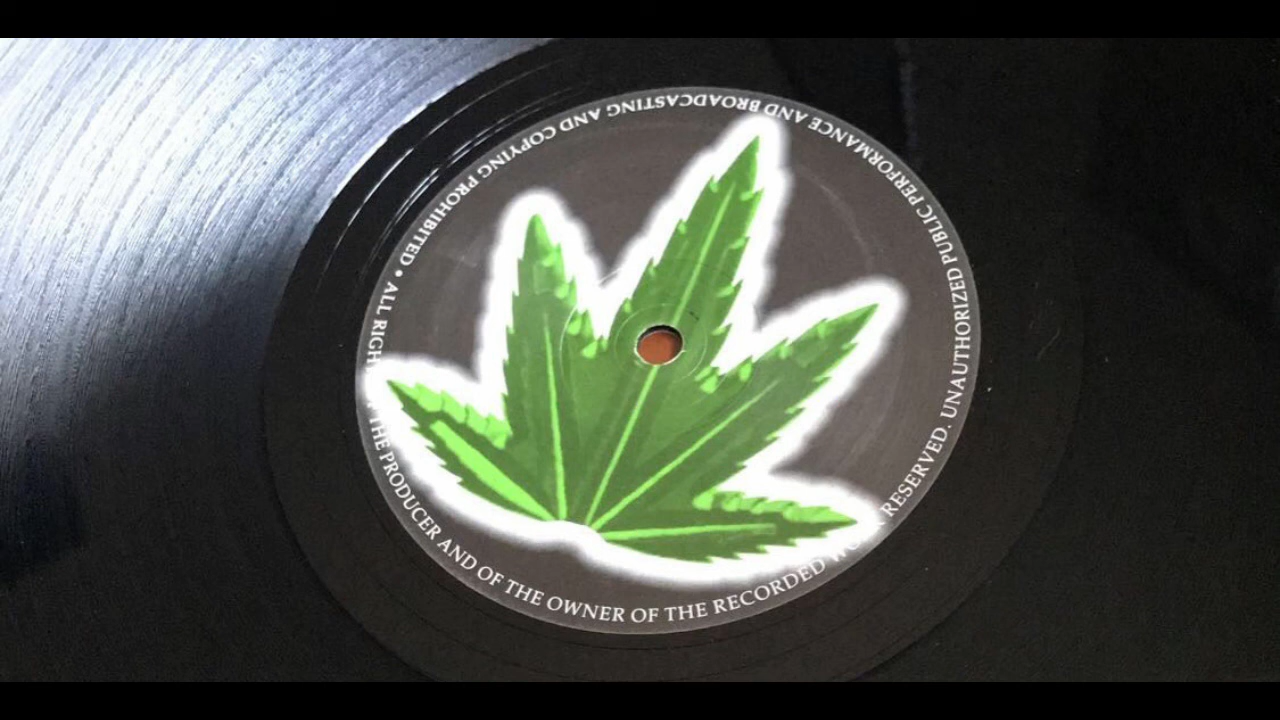 ALL RIGH THE PRODUCER AND OF THE OWNER OF THE RECORDED RESERVED. UNAUTHORIZED PUBLIC PERFORMANCE AND BROADCASTING AND COPYING PROHIBITED •